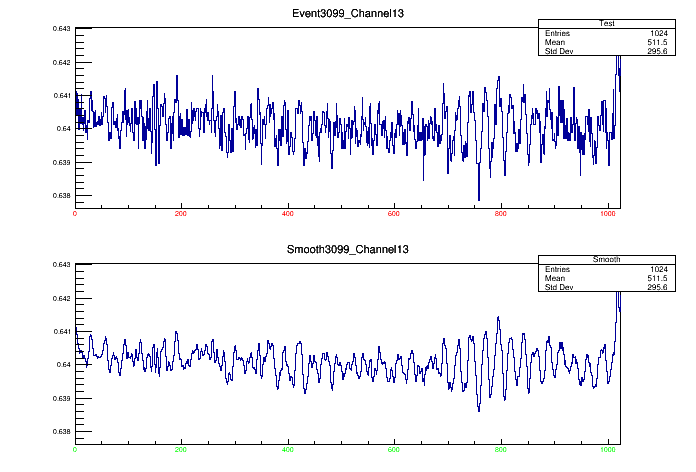 Event3099_Channel13
Test
Entries 1024
Mean 511.5
Std Dev 295.6
0.643
0.642
0.641
0.64
0.639
0.638
0 200 400 600 800 1000
Smooth3099_Channel13
Smooth
Entries 1024
Mean 511.5
Std Dev 295.6
0.643
0.642
0.641
0.64
0.639
0.638
0 200 400 600 800 1000